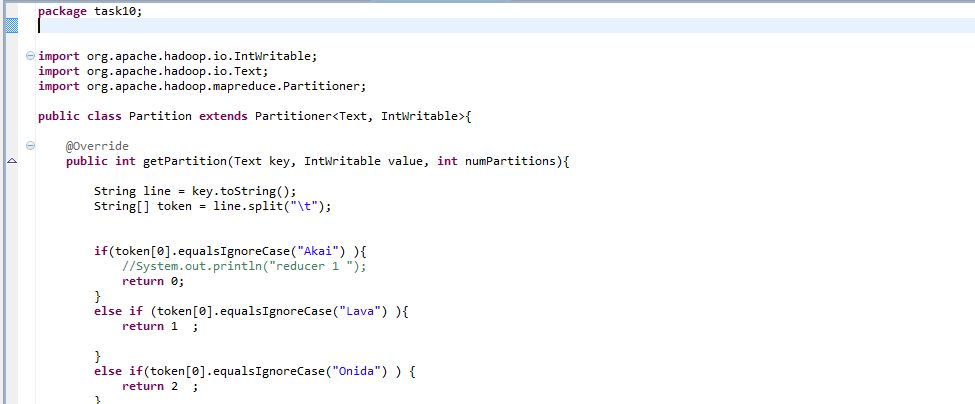 package task10;
import org.apache.hadoop.io.IntWritable;
import org.apache.hadoop.io.Text;
import org.apache.hadoop.mapreduce.Partitioner;
public class Partition extends Partitioner<Text, IntWritable>{
@Override
public int getPartition(Text key, IntWritable value, int numPartitions){
String line = key.toString();
String[] token = line.split("\t");
if(token[0].equalsIgnoreCase("Akai") ){
//System.out.println("reducer 1 ");
return 0;
}
else if (token[0].equalsIgnoreCase("Lava") ){
return 1  ;
}
else if(token[0].equalsIgnoreCase("Onida") ) {
return 2  ;
}